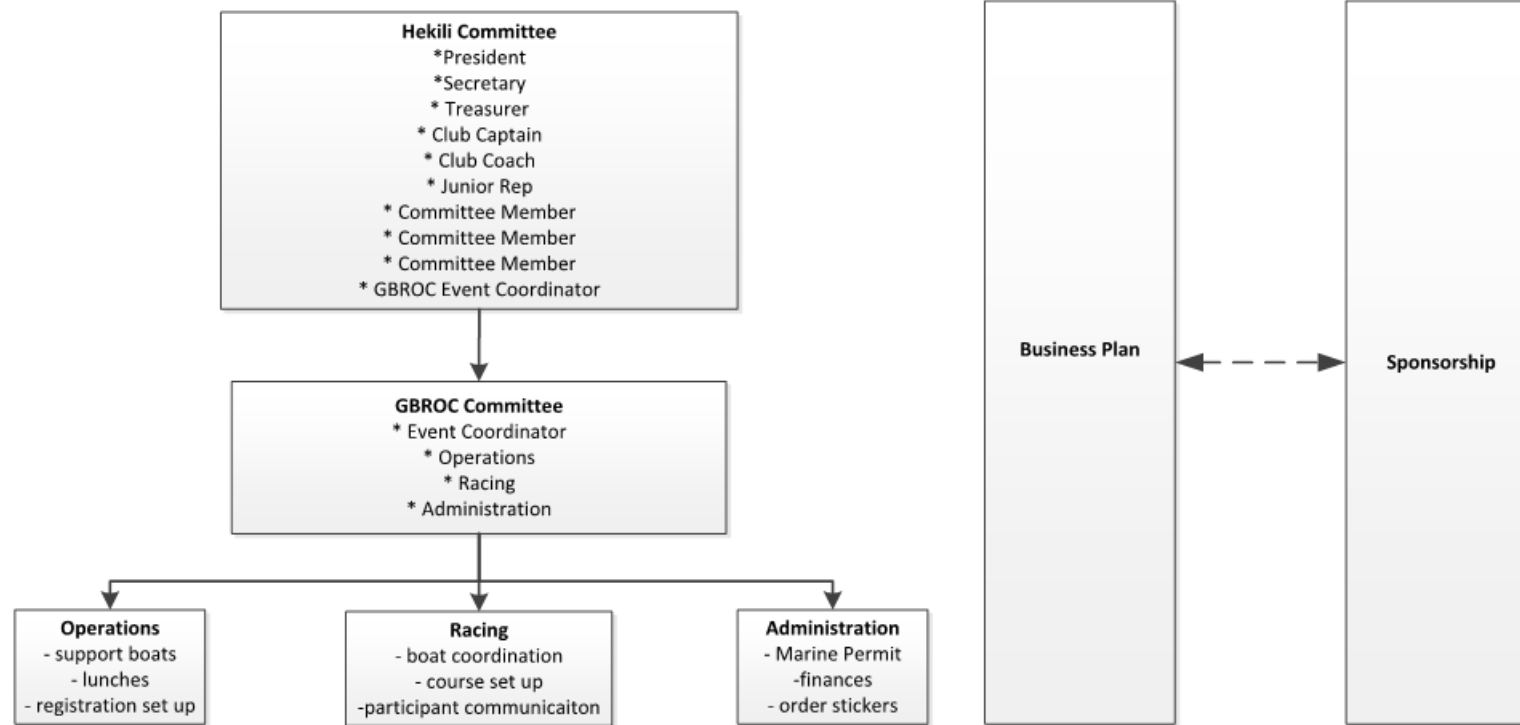 Hekili Committee
*President
*Secretary
* Treasurer
* Club Captain
* Club Coach
* Junior Rep
* Committee Member
* Committee Member
* Committee Member
* GBROC Event Coordinator
GBROC Committee
* Event Coordinator
* Operations
* Racing
* Administration
Operations
- support boats
- lunches
- registration set up
Racing
- boat coordination
- course set up
-participant communicaiton
Administration
- Marine Permit
-finances
- order stickers
Business Plan
Sponsorship